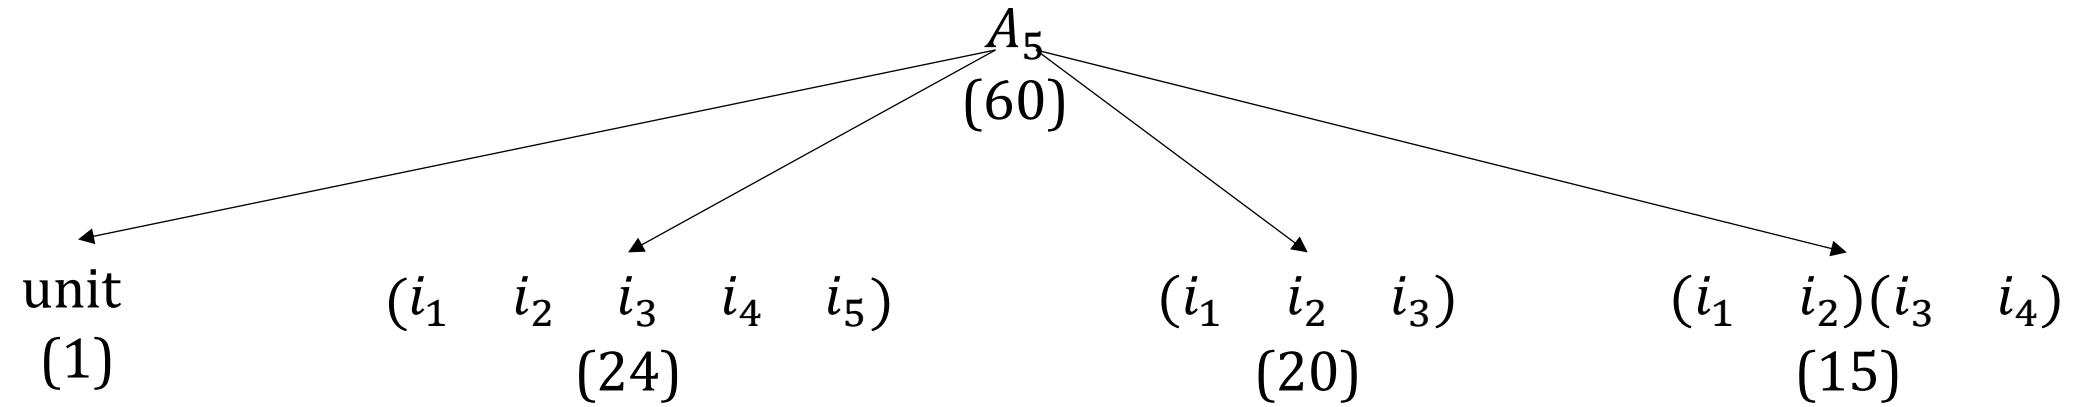 A₅
(60)
unit (i₁ i₂ i₃ i₄ i₅) (i₁ i₂ i₃) (i₁ i₂)(i₃ i₄)
(1) (24) (20) (15)